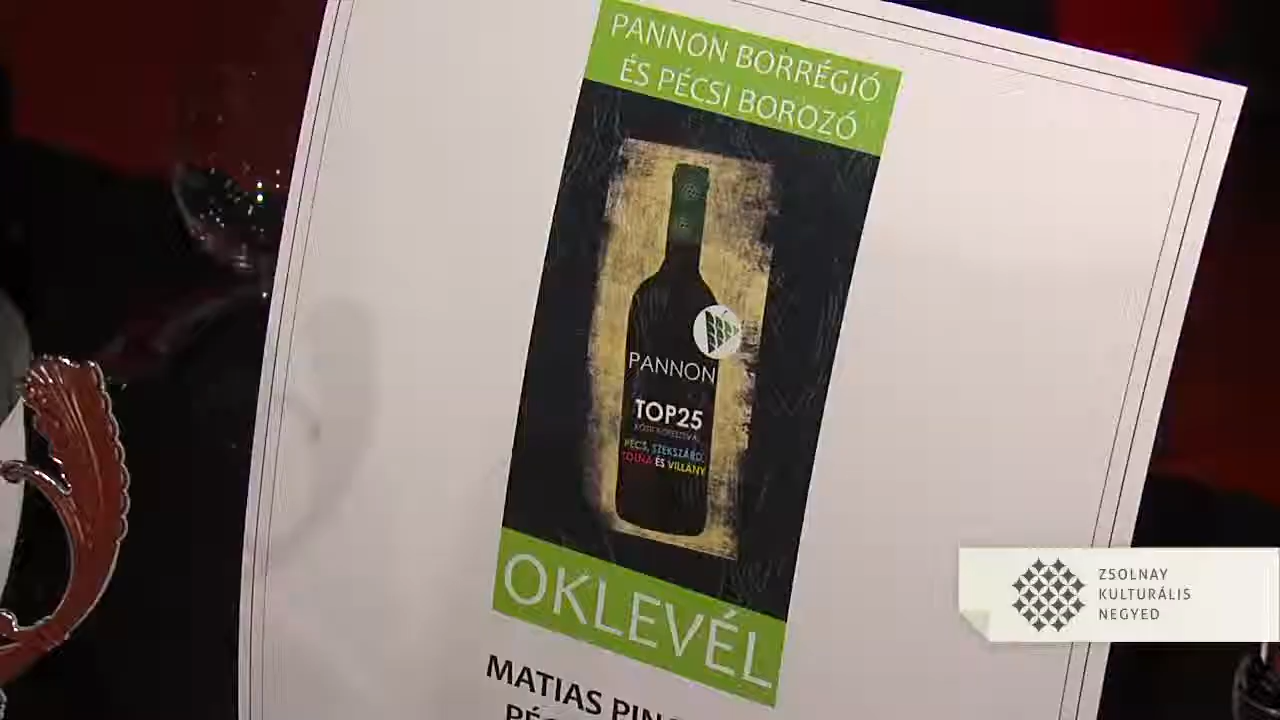 PANNON BORRÉGIÓ
ÉS PÉCSI BOROZÓ
PANNON
TOP25
PÉCS, SZEKSZÁRD,
TOLNA ÉS VILLÁNY
OKLEVÉL
MATIAS
ZSOLNAY
KULTURÁLIS
NEGYED